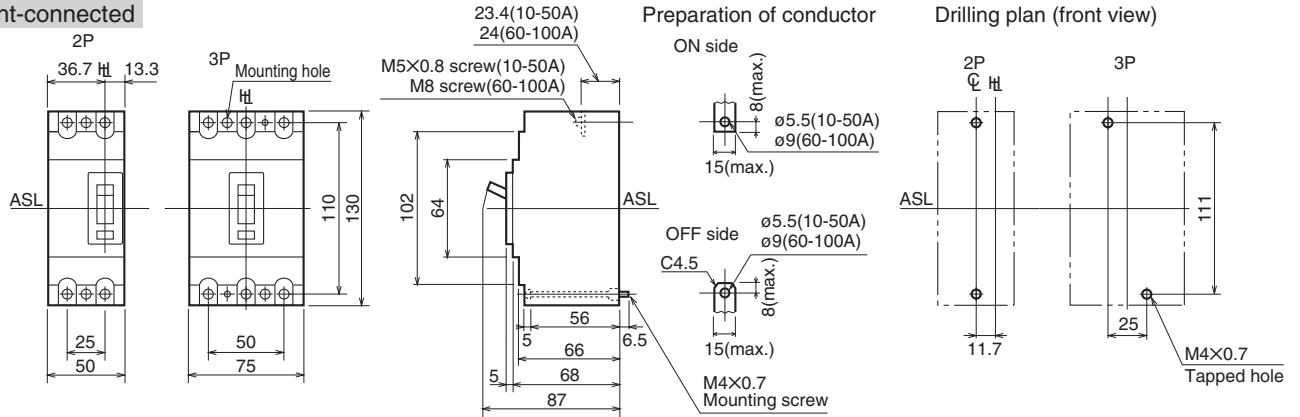 nt-connected
2P
36.7
HL
13.3
3P
Mounting hole
HL
ASL
110
130
25
50
50
75
23.4(10-50A)
24(60-100A)
M5×0.8 screw(10-50A)
M8 screw(60-100A)
102
64
ASL
5
56
6.5
66
5
68
87
M4×0.7
Mounting screw
Preparation of conductor
ON side
8(max.)
ø5.5(10-50A)
ø9(60-100A)
15(max.)
OFF side
ø5.5(10-50A)
ø9(60-100A)
C4.5
8(max.)
15(max.)
Drilling plan (front view)
2P
CL
HL
3P
ASL
111
11.7
25
M4×0.7
Tapped hole